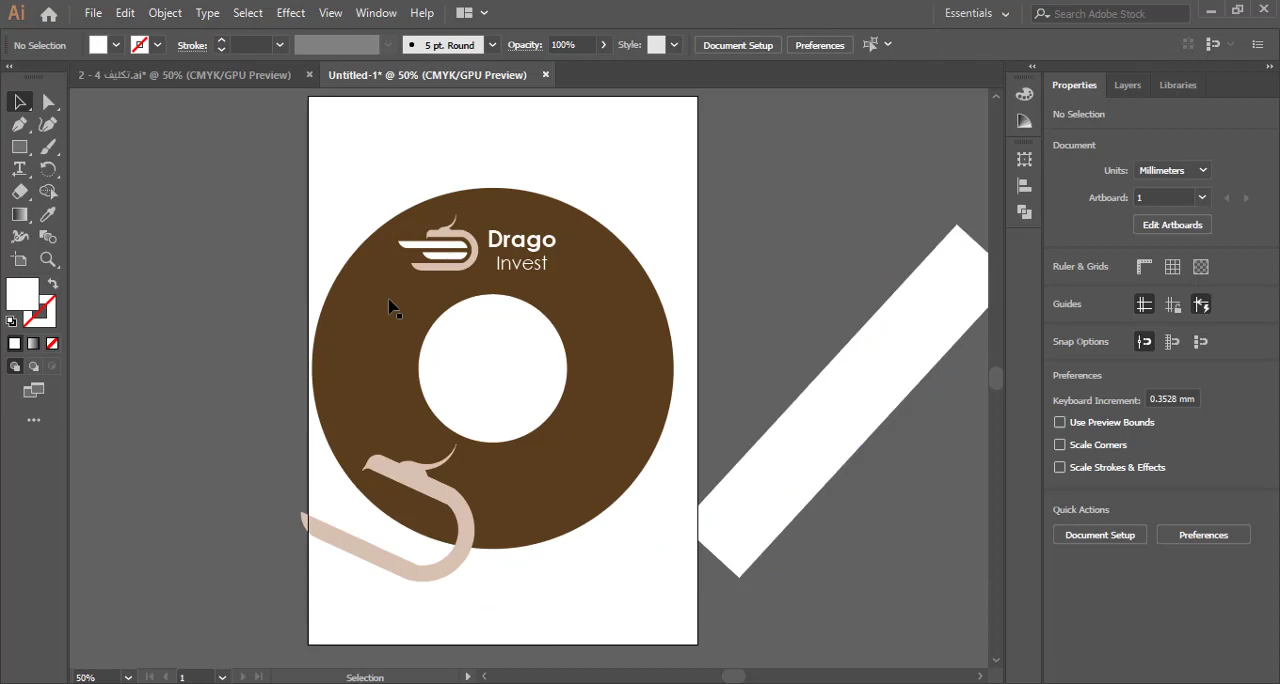 Ai File Edit Object Type Select Effect View Window Help Essentials Search Adobe Stock
No Selection Stroke: 5 pt. Round Opacity: 100% Style: Document Setup Preferences
2 - 4 تكليف.ai* @ 50% (CMYK/GPU Preview) × Untitled-1* @ 50% (CMYK/GPU Preview) ×
Properties Layers Libraries
No Selection
Document
Units: Millimeters
Artboard: 1
Edit Artboards
Ruler & Grids
Guides
Snap Options
Preferences
Keyboard Increment: 0.3528 mm
Use Preview Bounds
Scale Corners
Scale Strokes & Effects
Quick Actions
Document Setup Preferences
Drago
Invest
T
50% 1 Selection